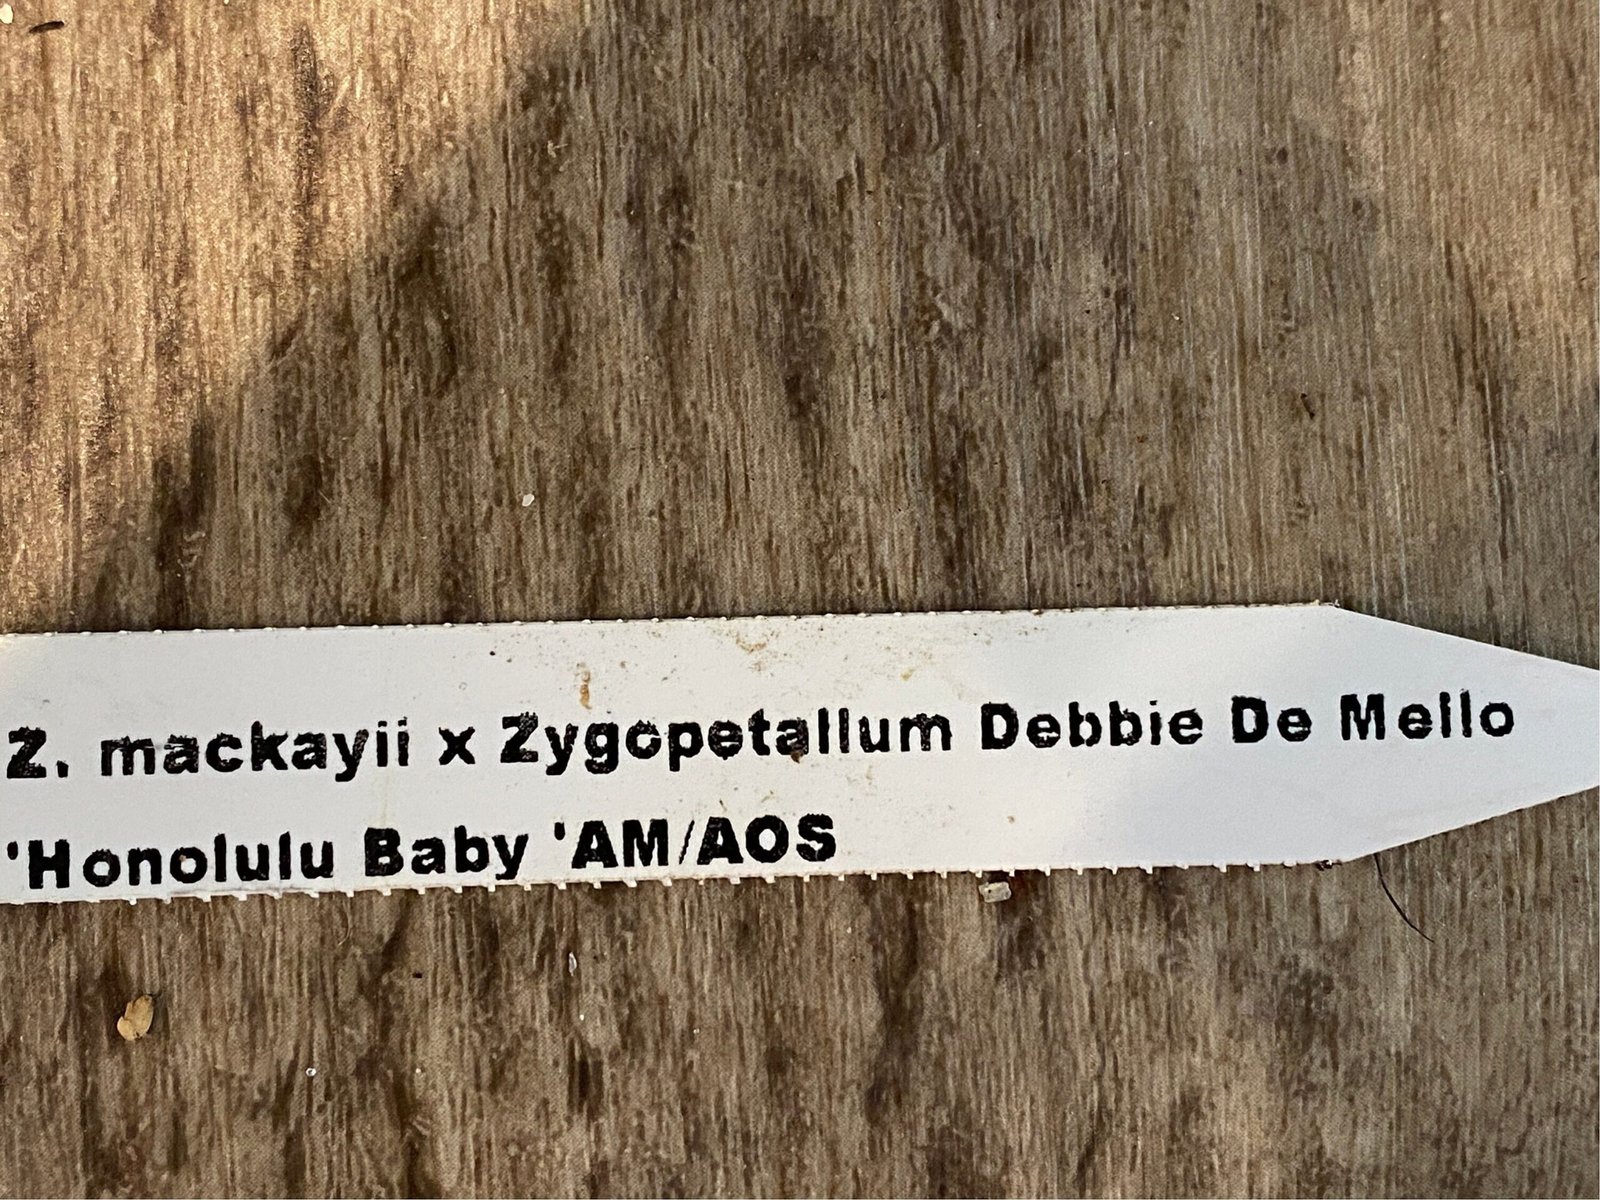 Z. mackayii x Zygopetallum Debbie De Mello
'Honolulu Baby 'AM/AOS